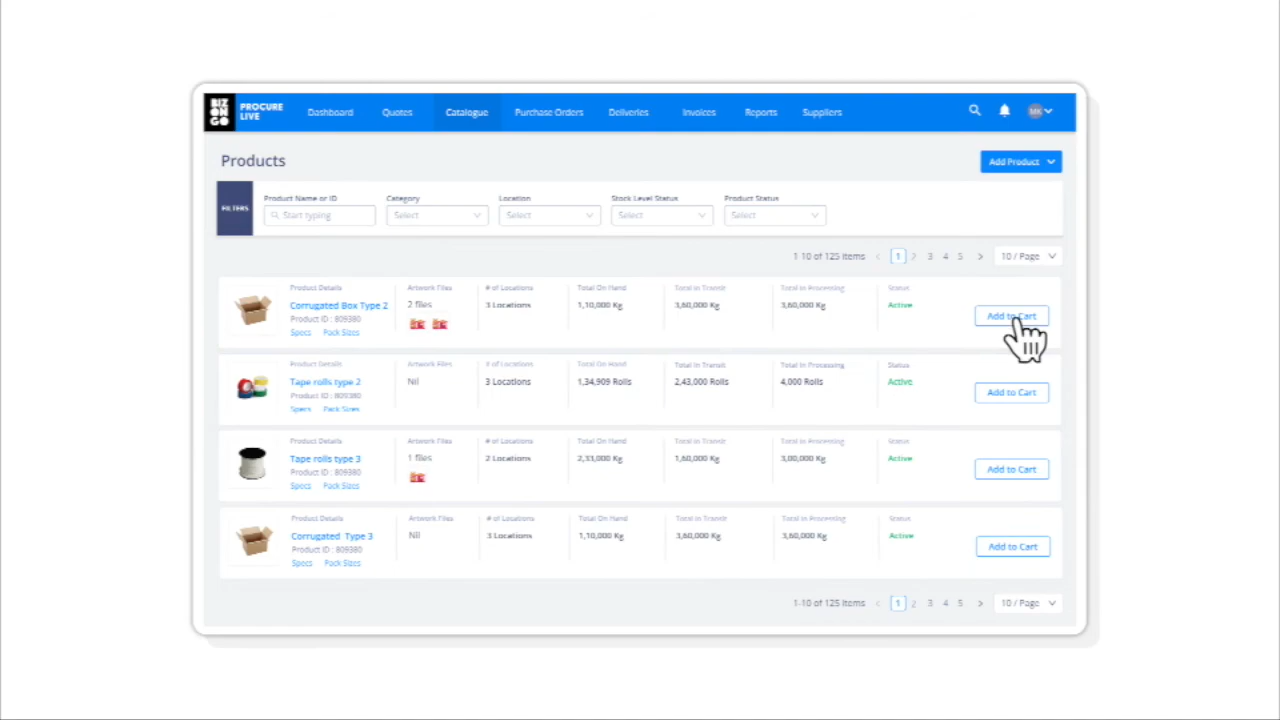 BIZ ON GO PROCURE LIVE Dashboard Quotes Catalogue Purchase Orders Deliveries Invoices Reports Suppliers MK
Products Add Product
FILTERS
Product Name or ID Category Location Stock Level Status Product Status
Start typing Select Select Select Select
1-10 of 125 items < 1 2 3 4 5 > 10 / Page
Product Details Artwork Files # of Locations Total On Hand Total in Transit Total in Processing Status
Corrugated Box Type 2 2 files 3 Locations 1,10,000 Kg 3,60,000 Kg 3,60,000 Kg Active
Product ID : 809380 Add to Cart
Specs Pack Sizes
Product Details Artwork Files # of Locations Total On Hand Total in Transit Total in Processing Status
Tape rolls type 2 Nil 3 Locations 1,34,909 Rolls 2,43,000 Rolls 4,000 Rolls Active
Product ID : 809380 Add to Cart
Specs Pack Sizes
Product Details Artwork Files # of Locations Total On Hand Total in Transit Total in Processing Status
Tape rolls type 3 1 files 2 Locations 2,33,000 Kg 1,60,000 Kg 3,00,000 Kg Active
Product ID : 809380 Add to Cart
Specs Pack Sizes
Product Details Artwork Files # of Locations Total On Hand Total in Transit Total in Processing Status
Corrugated Type 3 Nil 3 Locations 1,10,000 Kg 3,60,000 Kg 3,60,000 Kg Active
Product ID : 809380 Add to Cart
Specs Pack Sizes
1-10 of 125 items < 1 2 3 4 5 > 10 / Page